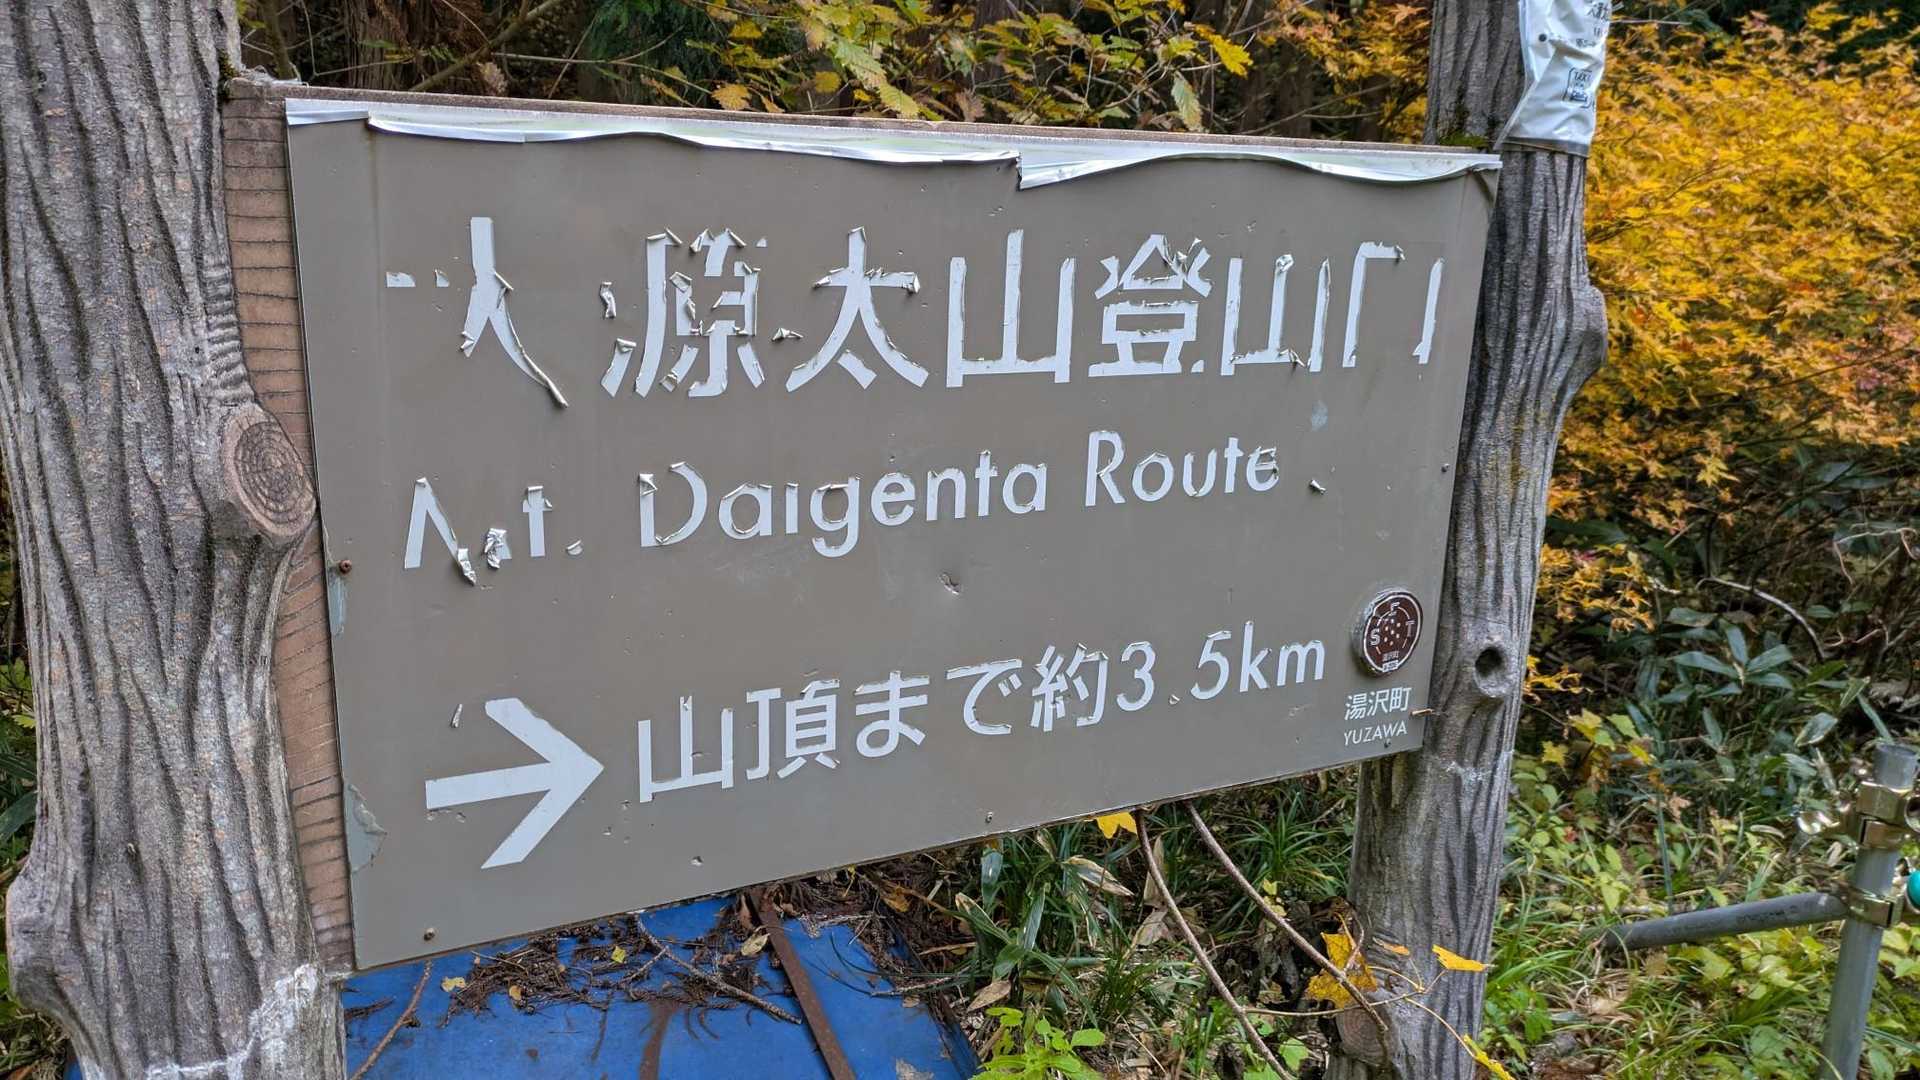 大源太山登山口
Mt. Daigenta Route
→ 山頂まで約3.5km
S F T
湯沢町
YUZAWA